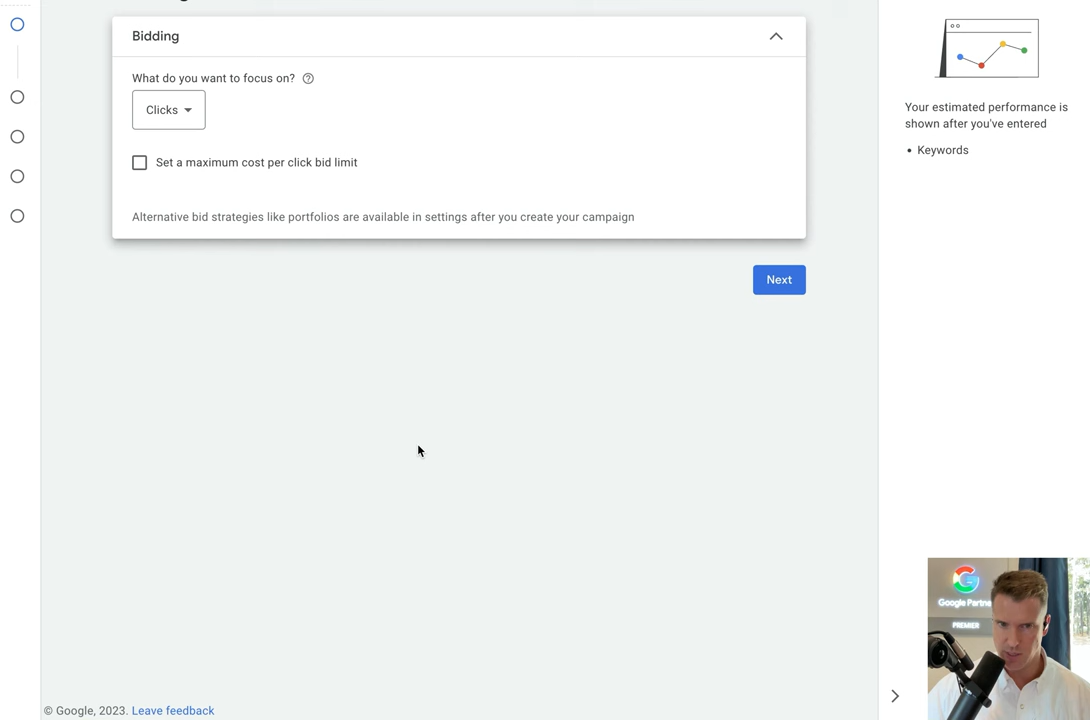 Bidding
What do you want to focus on?
Clicks
Set a maximum cost per click bid limit
Alternative bid strategies like portfolios are available in settings after you create your campaign
Next
Your estimated performance is
shown after you've entered
• Keywords
Google Partne
PREMIER
© Google, 2023. Leave feedback